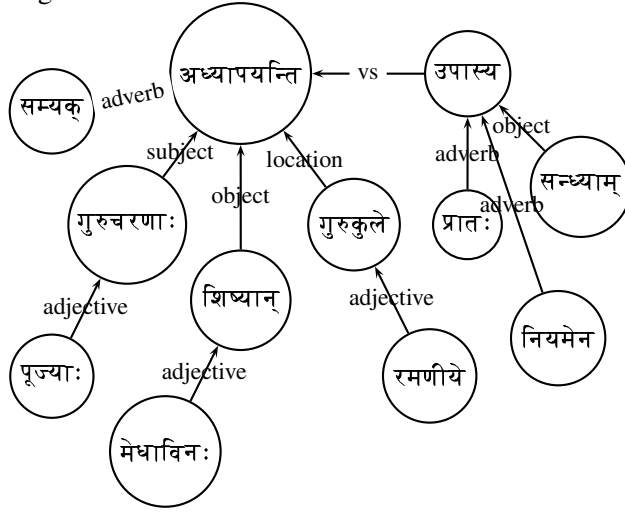 अध्यापयन्ति
vs
उपास्य
सम्यक्
adverb
subject
location
adverb
object
object
adverb
सन्ध्याम्
गुरुचरणाः
गुरुकुले
प्रातः
adjective
शिष्यान्
adjective
नियमेन
पूज्याः
adjective
रमणीये
मेधाविनः